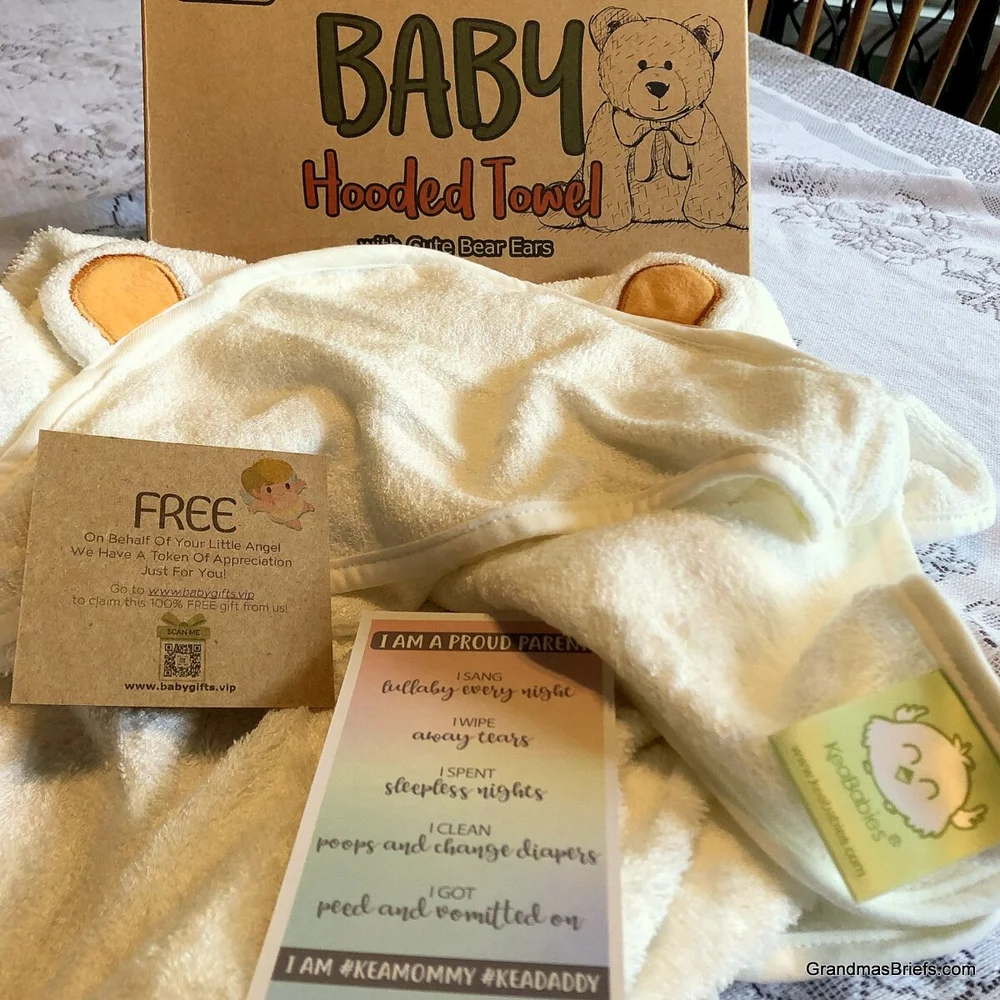 BABY
Hooded Towel
with Cute Bear Ears
FREE
On Behalf Of Your Little Angel
We Have A Token Of Appreciation
Just For You!
Go to www.babygifts.vip
to claim this 100% FREE gift from us!
SCAN ME
www.babygifts.vip
I AM A PROUD PARENT
I SANG
lullaby every night
I WIPE
away tears
I SPENT
sleepless nights
I CLEAN
poops and change diapers
I GOT
peed and vomitted on
I AM #KEAMOMMY #KEADADDY
KeaBabies®
www.keababies.com
GrandmasBriefs.com